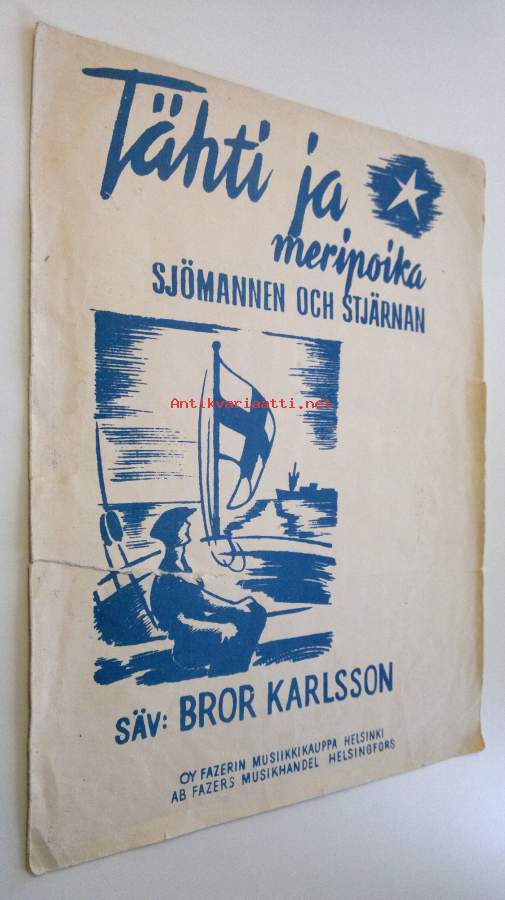 Tähti ja
meripoika
SJÖMANNEN OCH STJÄRNAN
Antikvariaatti.net
SÄV: BROR KARLSSON
OY FAZERIN MUSIIKKIKAUPPA HELSINKI
AB FAZERS MUSIKHANDEL HELSINGFORS